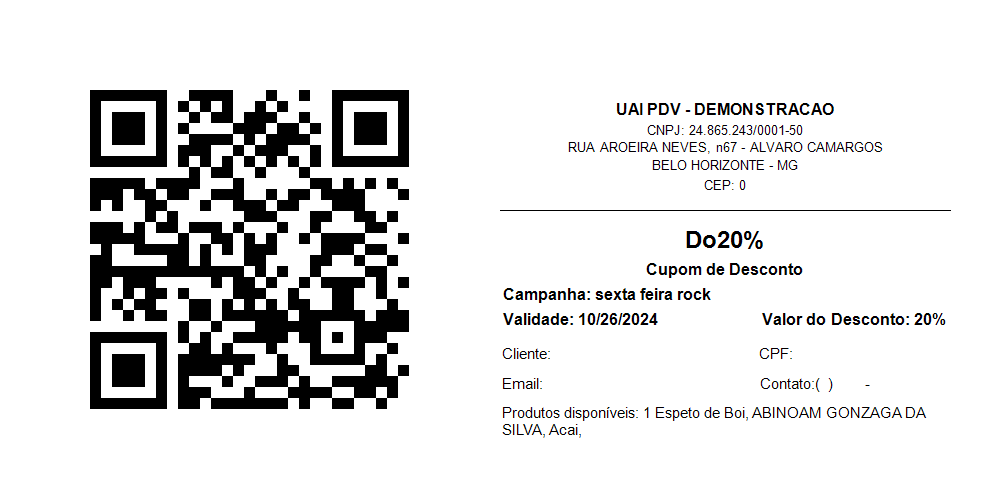 UAI PDV - DEMONSTRACAO
CNPJ: 24.865.243/0001-50
RUA AROEIRA NEVES, n67 - ALVARO CAMARGOS
BELO HORIZONTE - MG
CEP: 0
Do20%
Cupom de Desconto
Campanha: sexta feira rock
Validade: 10/26/2024 Valor do Desconto: 20%
Cliente: CPF:
Email: Contato:( ) -
Produtos disponíveis: 1 Espeto de Boi, ABINOAM GONZAGA DA
SILVA, Acai,